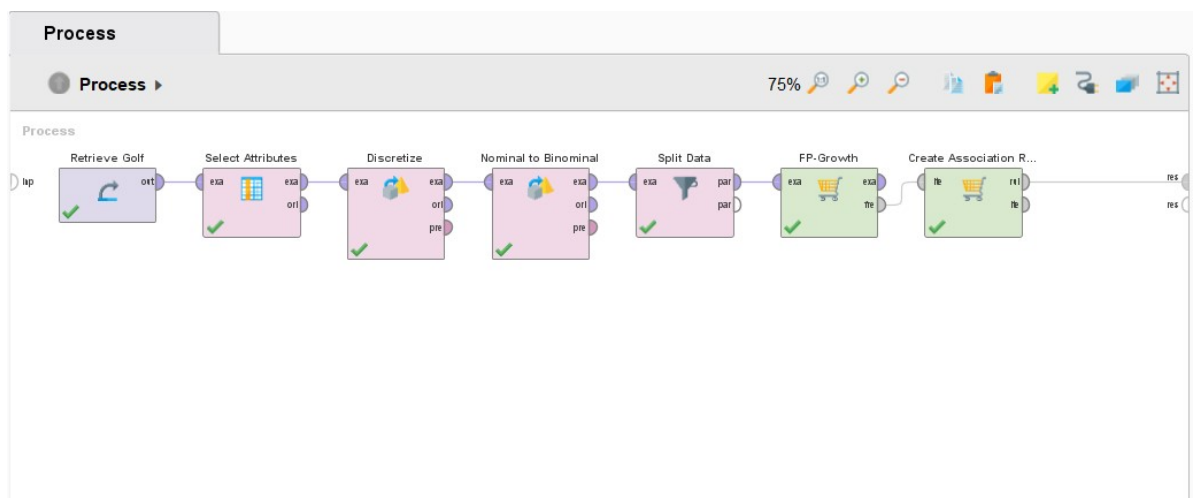 Process
Process
75%
Process
Retrieve Golf
Select Attributes
Discretize
Nominal to Binominal
Split Data
FP-Growth
Create Association R...
inp
out
exa
exa
ori
exa
exa
ori
pre
exa
exa
ori
pre
exa
par
par
exa
exa
fre
ite
rul
ite
res
res